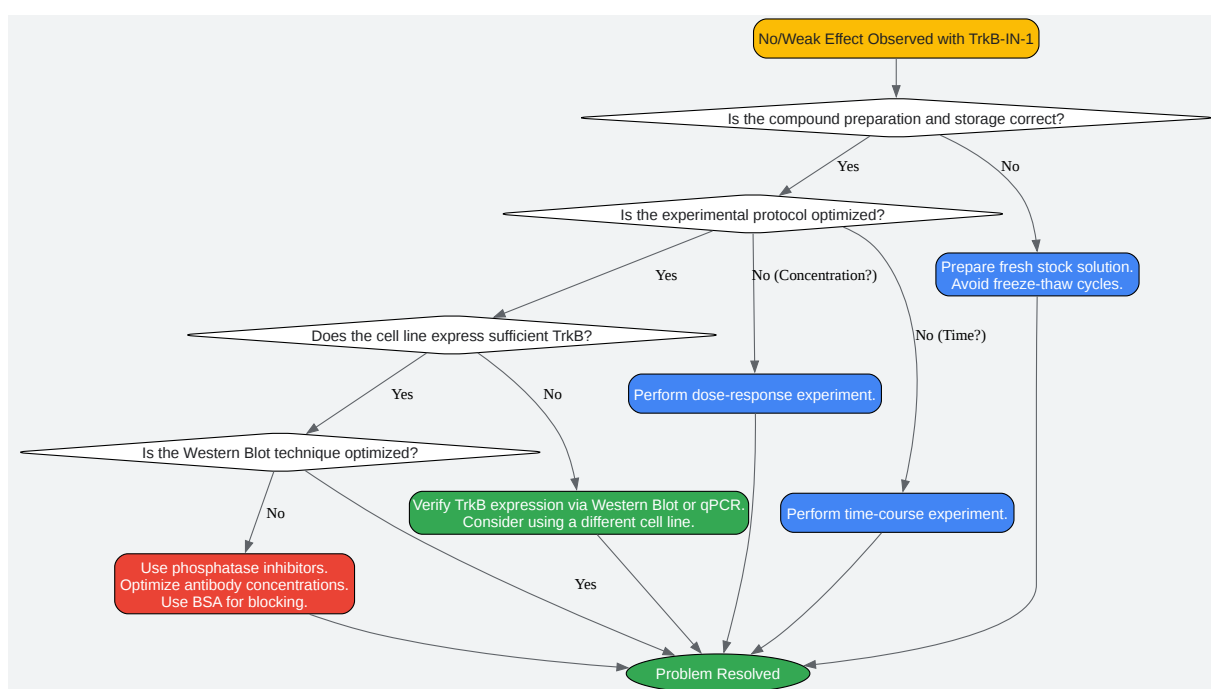 No/Weak Effect Observed with TrkB-IN-1
Is the compound preparation and storage correct?
Yes
No
Is the experimental protocol optimized?
Prepare fresh stock solution.
Avoid freeze-thaw cycles.
Yes
No (Concentration?)
No (Time?)
Does the cell line express sufficient TrkB?
Yes
No
Perform dose-response experiment.
Is the Western Blot technique optimized?
No
Verify TrkB expression via Western Blot or qPCR.
Consider using a different cell line.
Perform time-course experiment.
Use phosphatase inhibitors.
Optimize antibody concentrations.
Use BSA for blocking.
Yes
Problem Resolved